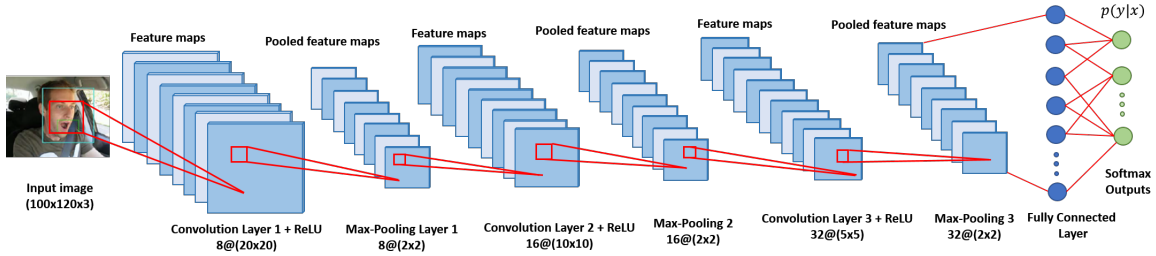 Feature maps
Pooled feature maps
Feature maps
Pooled feature maps
Feature maps
Pooled feature maps
p(y|x)
Input image
(100x120x3)
Convolution Layer 1 + ReLU
8@(20x20)
Max-Pooling Layer 1
8@(2x2)
Convolution Layer 2 + ReLU
16@(10x10)
Max-Pooling 2
16@(2x2)
Convolution Layer 3 + ReLU
32@(5x5)
Max-Pooling 3
32@(2x2)
Fully Connected
Layer
Softmax
Outputs